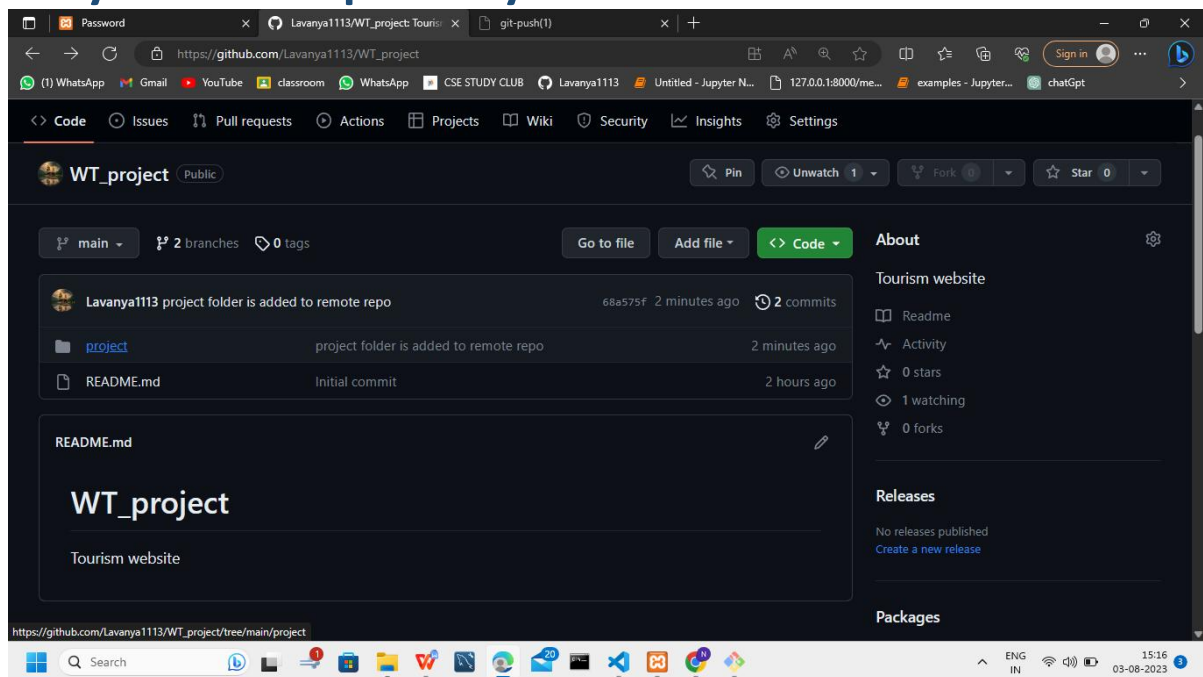 Password
Lavanya1113/WT_project: Touris
git-push(1)
https://github.com/Lavanya1113/WT_project
Sign in
(1) WhatsApp
Gmail
YouTube
classroom
WhatsApp
CSE STUDY CLUB
Lavanya1113
Untitled - Jupyter N...
127.0.0.1:8000/me...
examples - Jupyter...
chatGpt
Code
Issues
Pull requests
Actions
Projects
Wiki
Security
Insights
Settings
WT_project Public
Pin
Unwatch 1
Fork 0
Star 0
main
2 branches
0 tags
Go to file
Add file
Code
Lavanya1113 project folder is added to remote repo
68a575f 2 minutes ago
2 commits
project
project folder is added to remote repo
2 minutes ago
README.md
Initial commit
2 hours ago
README.md
WT_project
Tourism website
About
Tourism website
Readme
Activity
0 stars
1 watching
0 forks
Releases
No releases published
Create a new release
Packages
https://github.com/Lavanya1113/WT_project/tree/main/project
Search
1
20
N
ENG
IN
15:16
03-08-2023
3